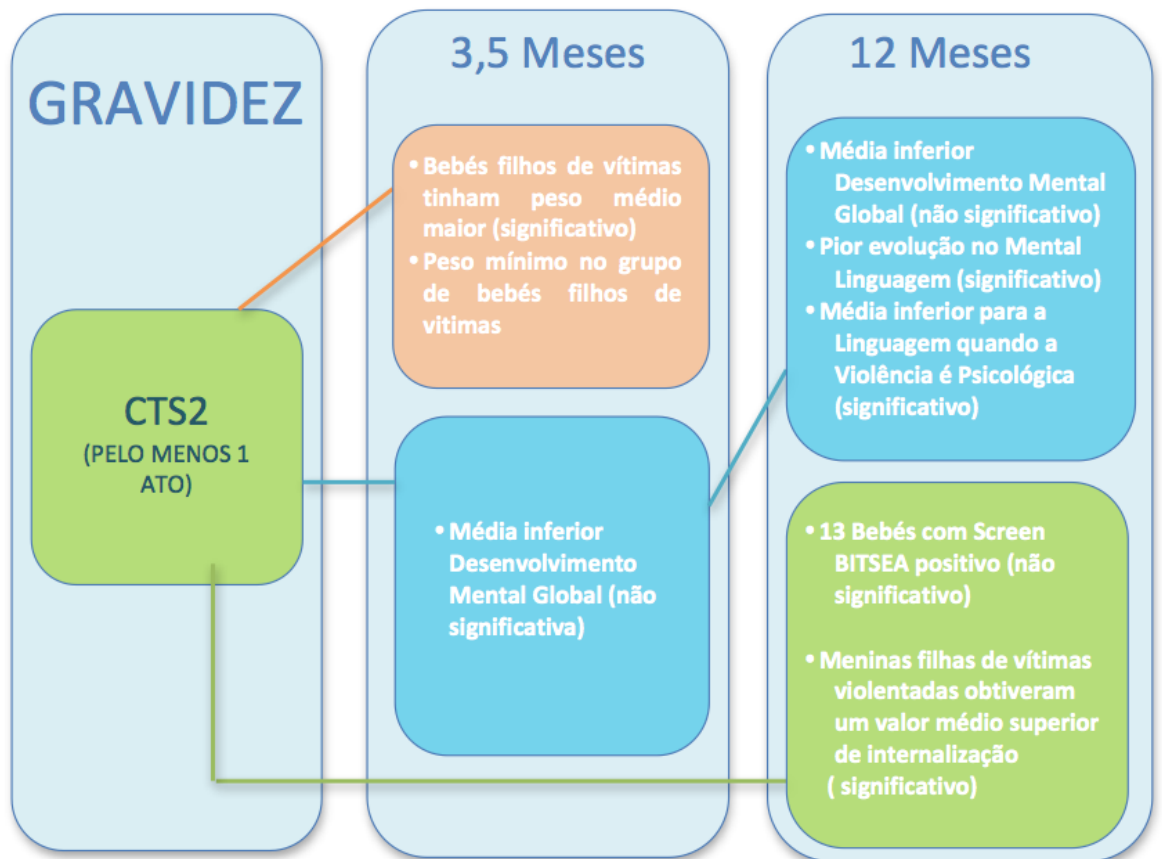 GRAVIDEZ
CTS2
(PELO MENOS 1
ATO)
3,5 Meses
• Bebés filhos de vítimas
tinham peso médio
maior (significativo)
• Peso mínimo no grupo
de bebés filhos de
vitimas
• Média inferior
Desenvolvimento
Mental Global (não
significativa)
12 Meses
• Média inferior
Desenvolvimento Mental
Global (não significativo)
• Pior evolução no Mental
Linguagem (significativo)
• Média inferior para a
Linguagem quando a
Violência é Psicológica
(significativo)
• 13 Bebés com Screen
BITSEA positivo (não
significativo)
• Meninas filhas de vítimas
violentadas obtiveram
um valor médio superior
de internalização
( significativo)